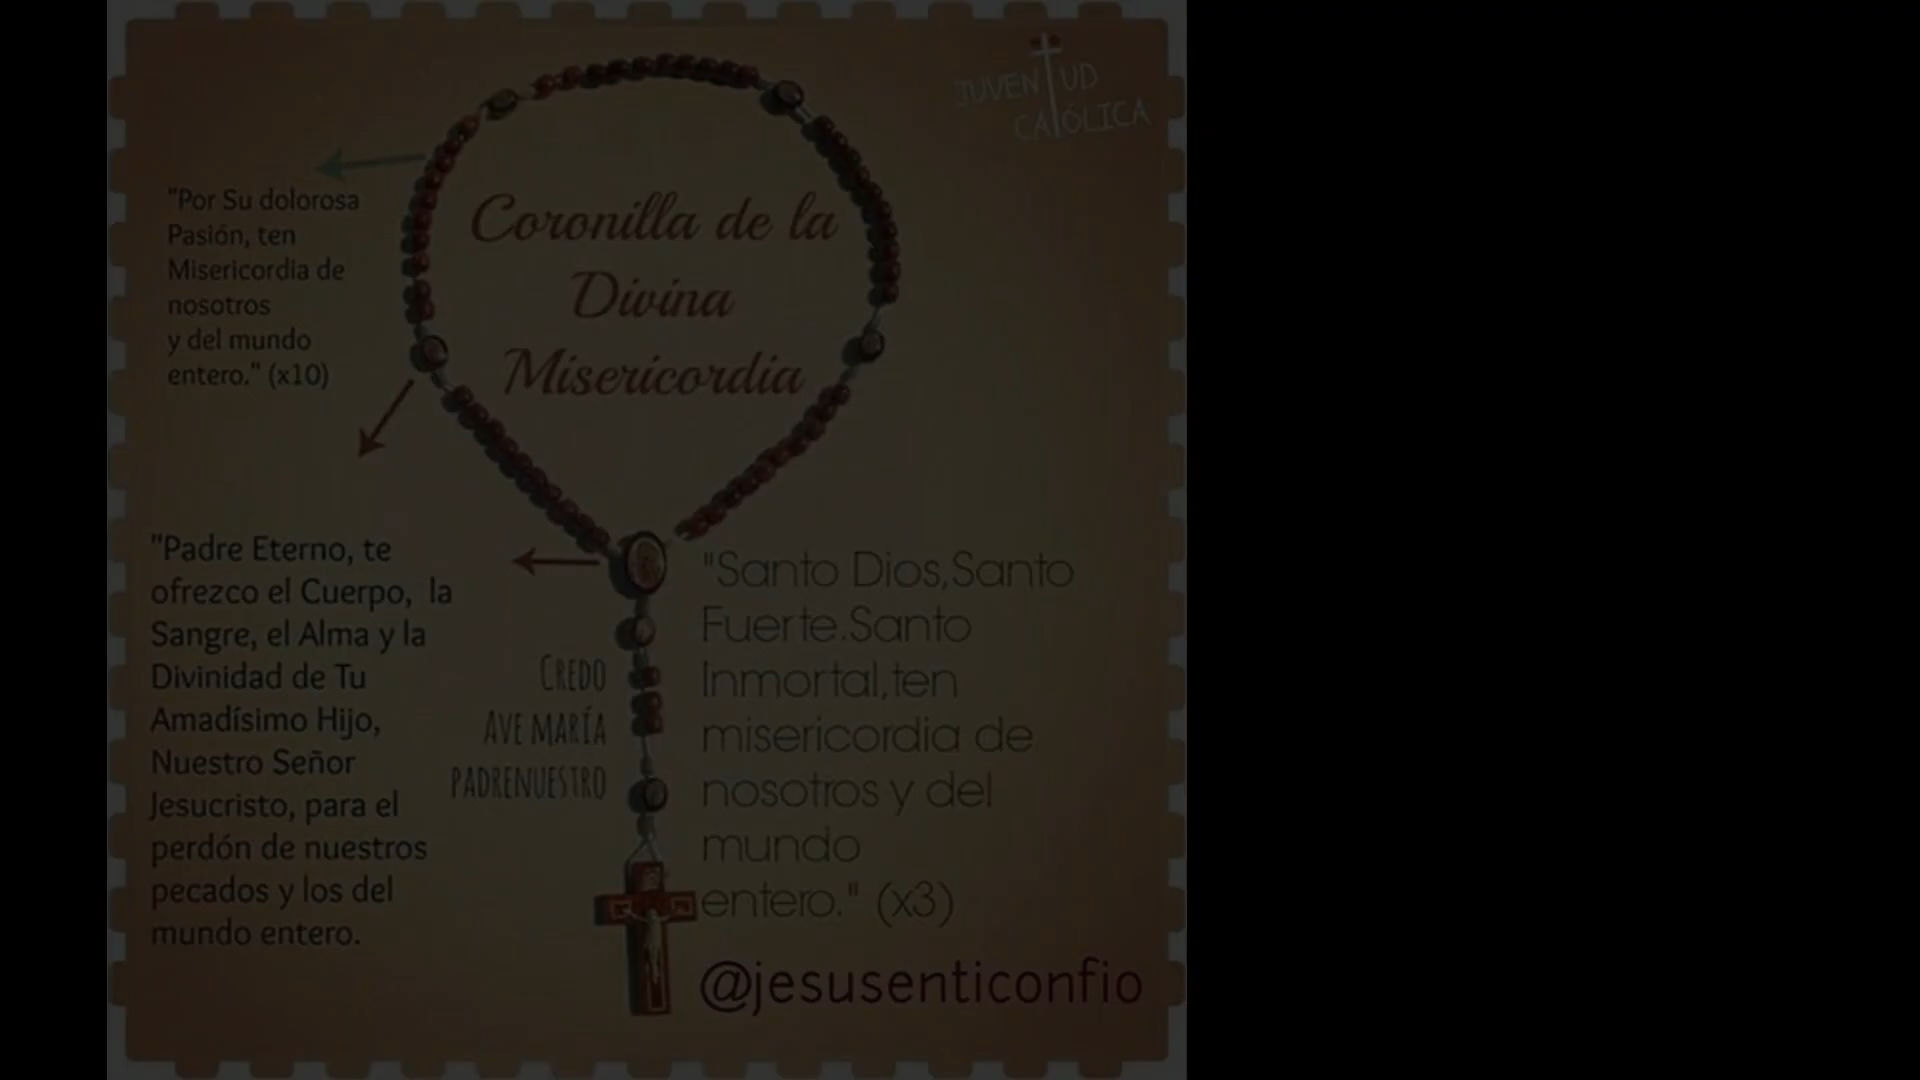 JUVENTUD
CATÓLICA
"Por Su dolorosa
Pasión, ten
Misericordia de
nosotros
y del mundo
entero." (x10)
Coronilla de la
Divina
Misericordia
"Padre Eterno, te
ofrezco el Cuerpo, la
Sangre, el Alma y la
Divinidad de Tu
Amadísimo Hijo,
Nuestro Señor
Jesucristo, para el
perdón de nuestros
pecados y los del
mundo entero.
CREDO
AVE MARÍA
PADRENUESTRO
"Santo Dios,Santo
Fuerte.Santo
Inmortal,ten
misericordia de
nosotros y del
mundo
entero." (x3)
@jesusenticonfio